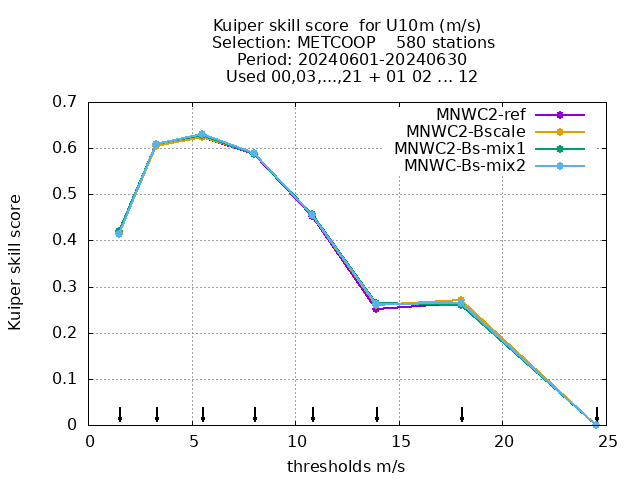 Kuiper skill score  for U10m (m/s)
Selection: METCOOP    580 stations
Period: 20240601-20240630
Used 00,03,...,21 + 01 02 ... 12
MNWC2-ref
MNWC2-Bscale
MNWC2-Bs-mix1
MNWC-Bs-mix2
Kuiper skill score
0.7
0.6
0.5
0.4
0.3
0.2
0.1
0
0 5 10 15 20 25
thresholds m/s